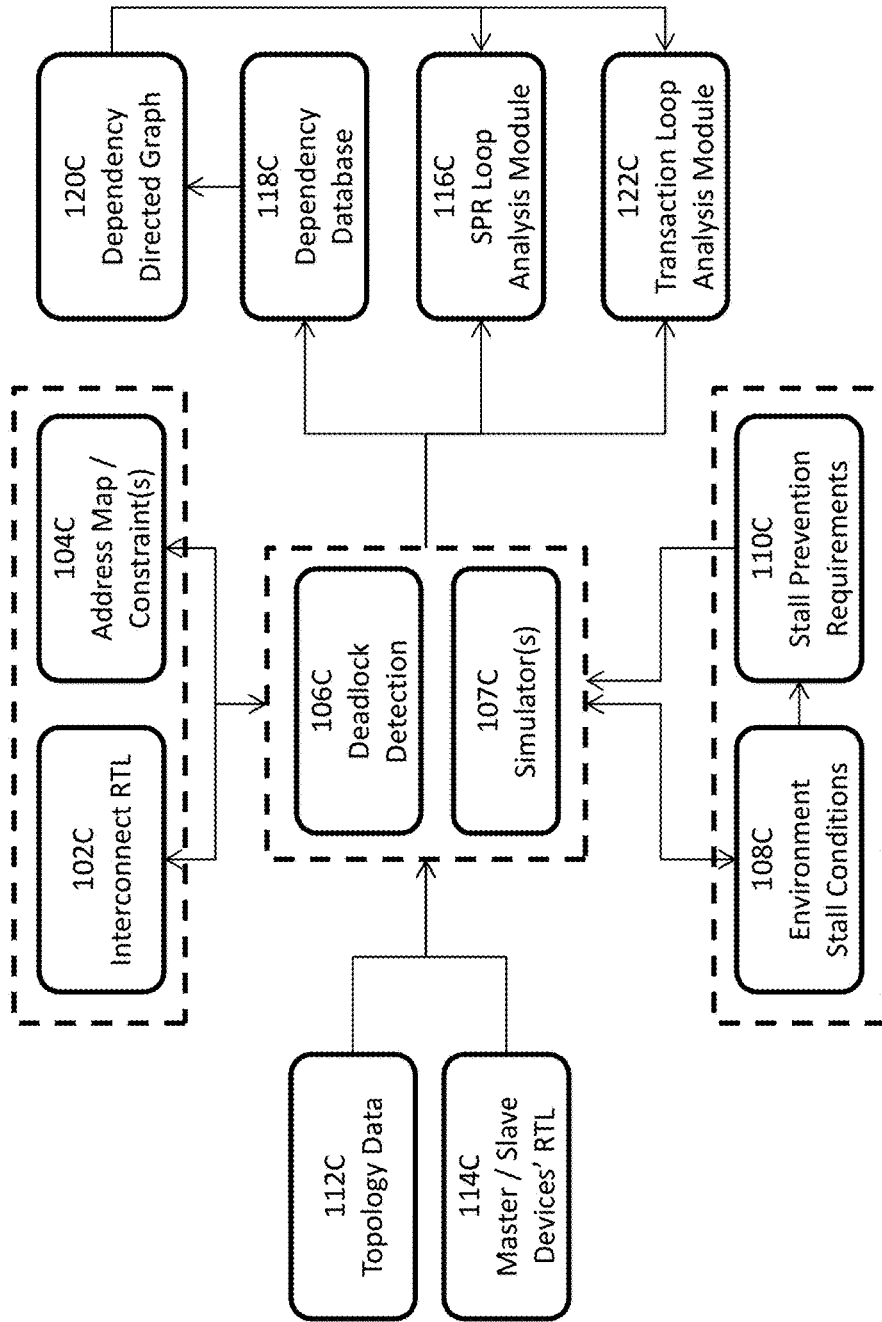 102C
Interconnect RTL
104C
Address Map /
Constraint(s)
112C
Topology Data
114C
Master / Slave
Devices' RTL
106C
Deadlock
Detection
107C
Simulator(s)
120C
Dependency
Directed Graph
118C
Dependency
Database
116C
SPR Loop
Analysis Module
122C
Transaction Loop
Analysis Module
108C
Environment
Stall Conditions
110C
Stall Prevention
Requirements